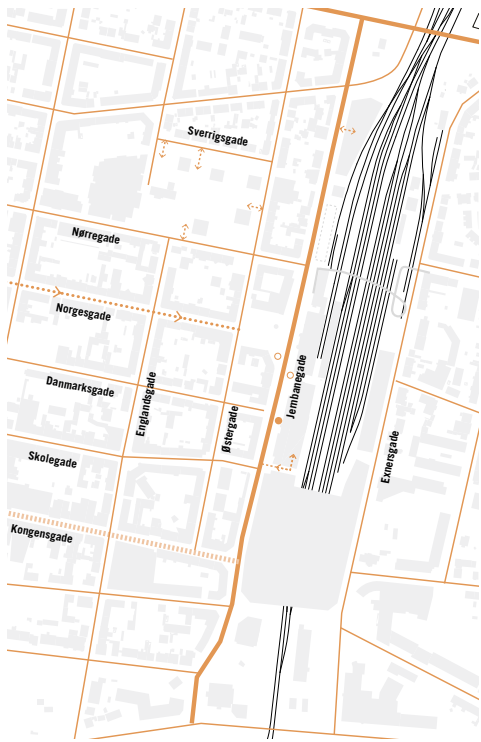 Sverrigsgade
Nørregade
Norgesgade
Danmarksgade
Englandsgade
Østergade
Jernbanegade
Exnersgade
Skolegade
Kongensgade